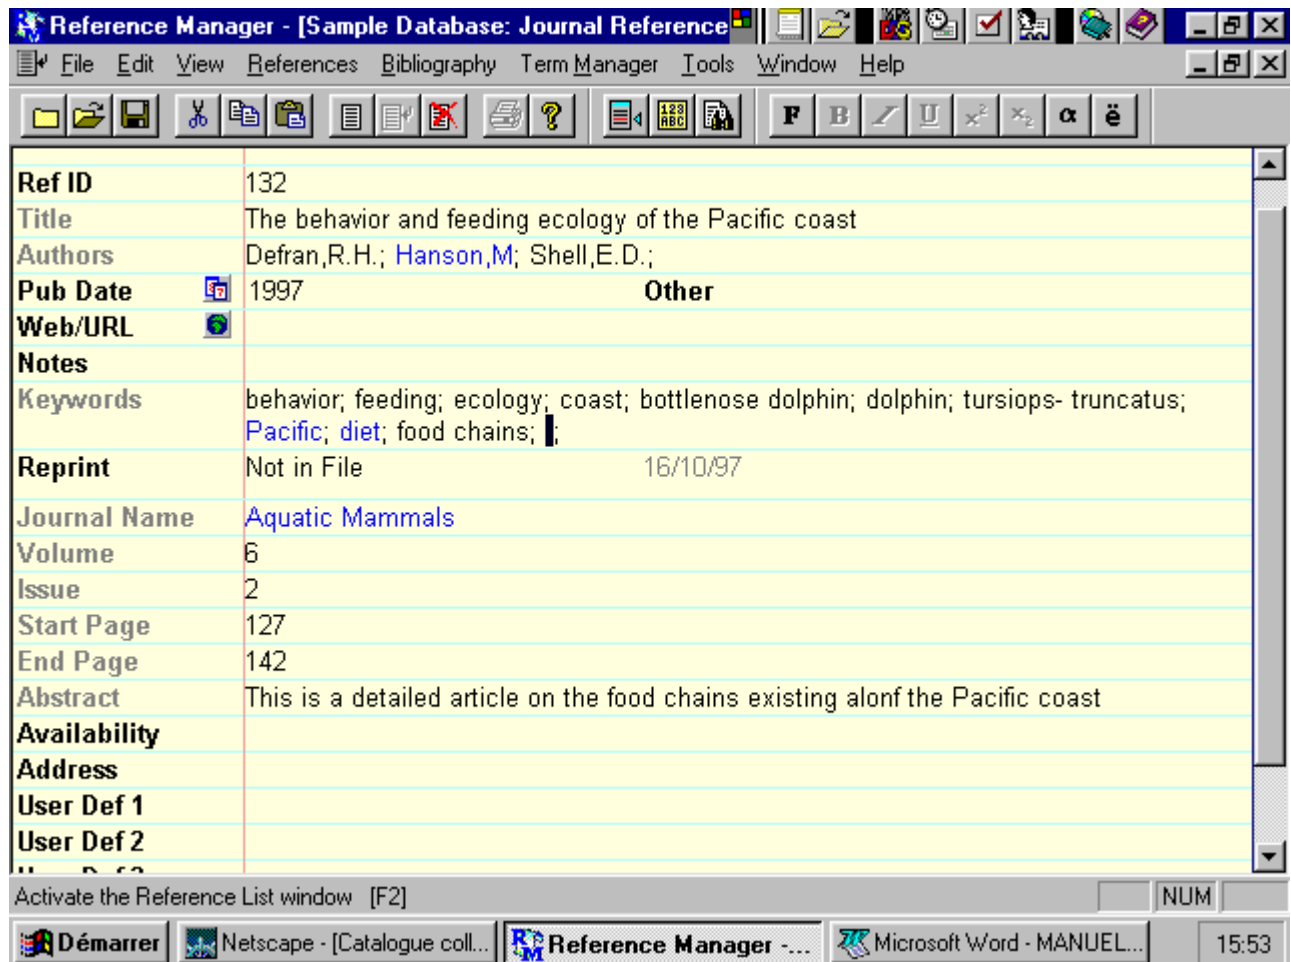 Reference Manager - [Sample Database: Journal Reference
File Edit View References Bibliography Term Manager Tools Window Help
F B I U x² x₂ α ë
Ref ID 132
Title The behavior and feeding ecology of the Pacific coast
Authors Defran,R.H.; Hanson,M; Shell,E.D.;
Pub Date 1997 Other
Web/URL
Notes
Keywords behavior; feeding; ecology; coast; bottlenose dolphin; dolphin; tursiops- truncatus;
Pacific; diet; food chains; ;
Reprint Not in File 16/10/97
Journal Name Aquatic Mammals
Volume 6
Issue 2
Start Page 127
End Page 142
Abstract This is a detailed article on the food chains existing alonf the Pacific coast
Availability
Address
User Def 1
User Def 2
Activate the Reference List window [F2] NUM
Démarrer Netscape - [Catalogue coll... Reference Manager -... Microsoft Word - MANUEL... 15:53